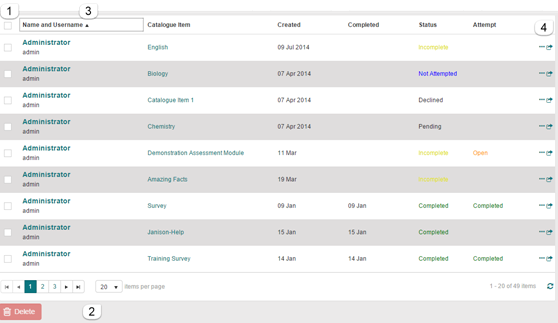 1 3
Name and Username ▲ Catalogue Item Created Completed Status Attempt 4
Administrator
admin English 09 Jul 2014 Incomplete
Administrator
admin Biology 07 Apr 2014 Not Attempted
Administrator
admin Catalogue Item 1 07 Apr 2014 Declined
Administrator
admin Chemistry 07 Apr 2014 Pending
Administrator
admin Demonstration Assessment Module 11 Mar Incomplete Open
Administrator
admin Amazing Facts 19 Mar Incomplete
Administrator
admin Survey 09 Jan 09 Jan Completed Completed
Administrator
admin Janison-Help 15 Jan 15 Jan Completed
Administrator
admin Training Survey 14 Jan 14 Jan Completed Completed
1 2 3 20 items per page 1 - 20 of 49 items
Delete 2